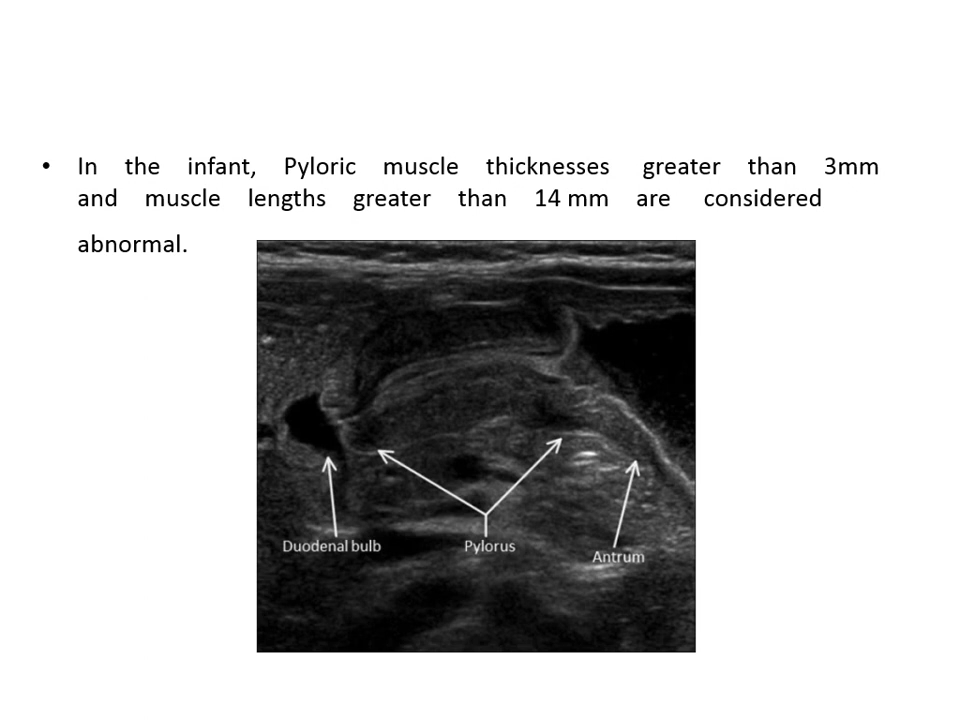 • In the infant, Pyloric muscle thicknesses greater than 3mm
and muscle lengths greater than 14 mm are considered
abnormal.
Duodenal bulb
Pylorus
Antrum